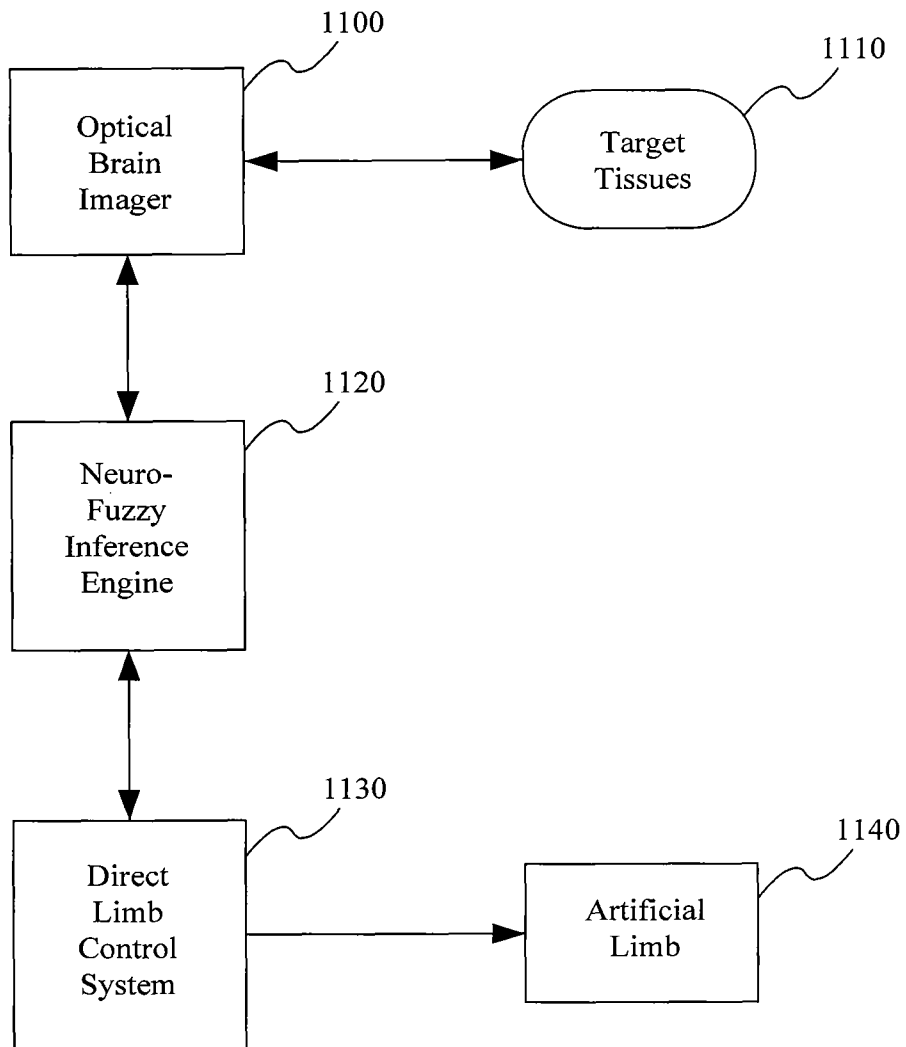 1100
Optical
Brain
Imager
1110
Target
Tissues
1120
Neuro-
Fuzzy
Inference
Engine
1130
Direct
Limb
Control
System
1140
Artificial
Limb